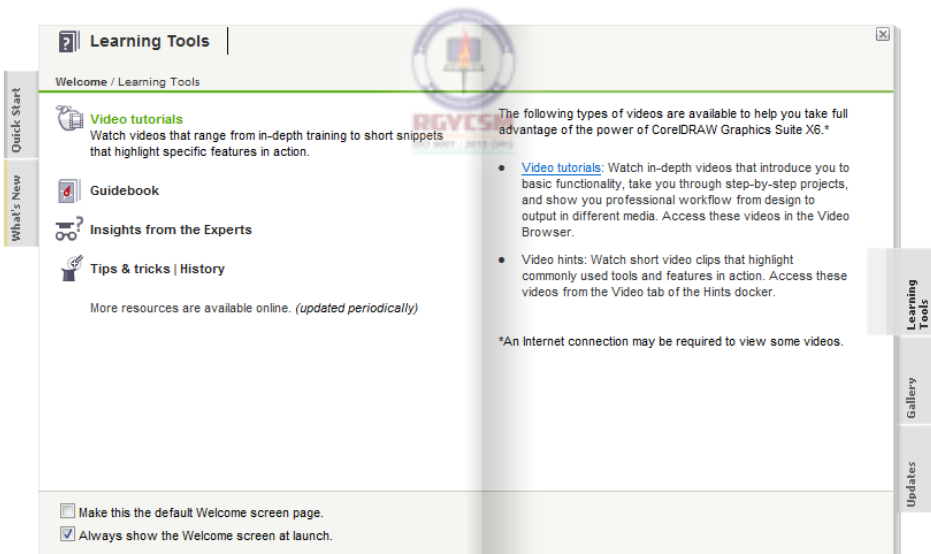 Learning Tools
Welcome / Learning Tools
Quick Start
What's New
Video tutorials
Watch videos that range from in-depth training to short snippets
that highlight specific features in action.
Guidebook
Insights from the Experts
Tips & tricks | History
More resources are available online. (updated periodically)
The following types of videos are available to help you take full
advantage of the power of CorelDRAW Graphics Suite X6.*
• Video tutorials: Watch in-depth videos that introduce you to
basic functionality, take you through step-by-step projects,
and show you professional workflow from design to
output in different media. Access these videos in the Video
Browser.
• Video hints: Watch short video clips that highlight
commonly used tools and features in action. Access these
videos from the Video tab of the Hints docker.
*An Internet connection may be required to view some videos.
Learning
Tools
Gallery
Updates
Make this the default Welcome screen page.
Always show the Welcome screen at launch.
RGYCSM